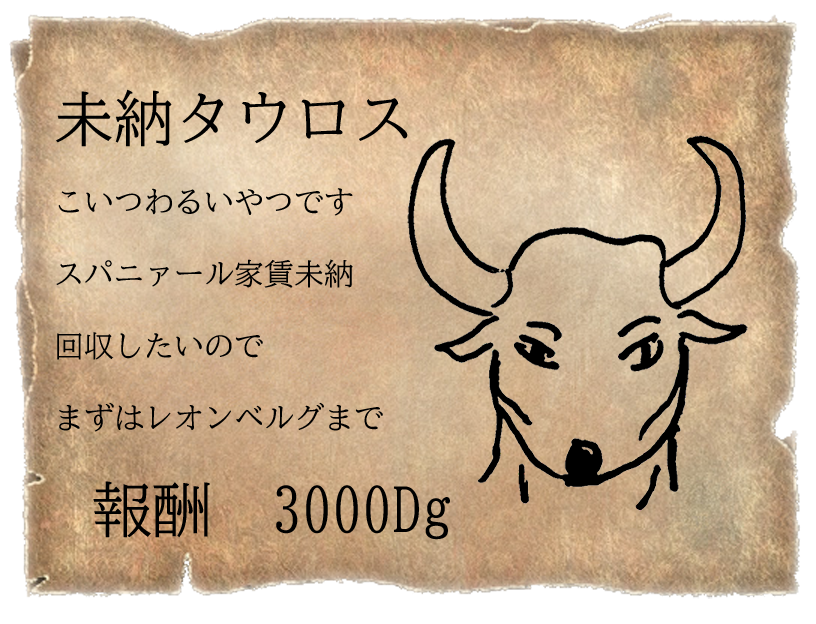 未納タウロス
こいつわるいやつです
スパニァール家賃未納
回収したいので
まずはレオンベルグまで
報酬　3000Dg